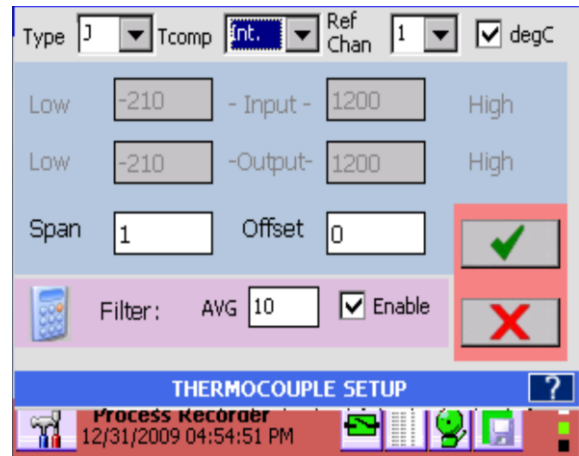 Type J Tcomp Int. Ref Chan 1 degC
Low -210 - Input - 1200 High
Low -210 -Output- 1200 High
Span 1 Offset 0
Filter: AVG 10 Enable
THERMOCOUPLE SETUP ?
Process Recorder
12/31/2009 04:54:51 PM